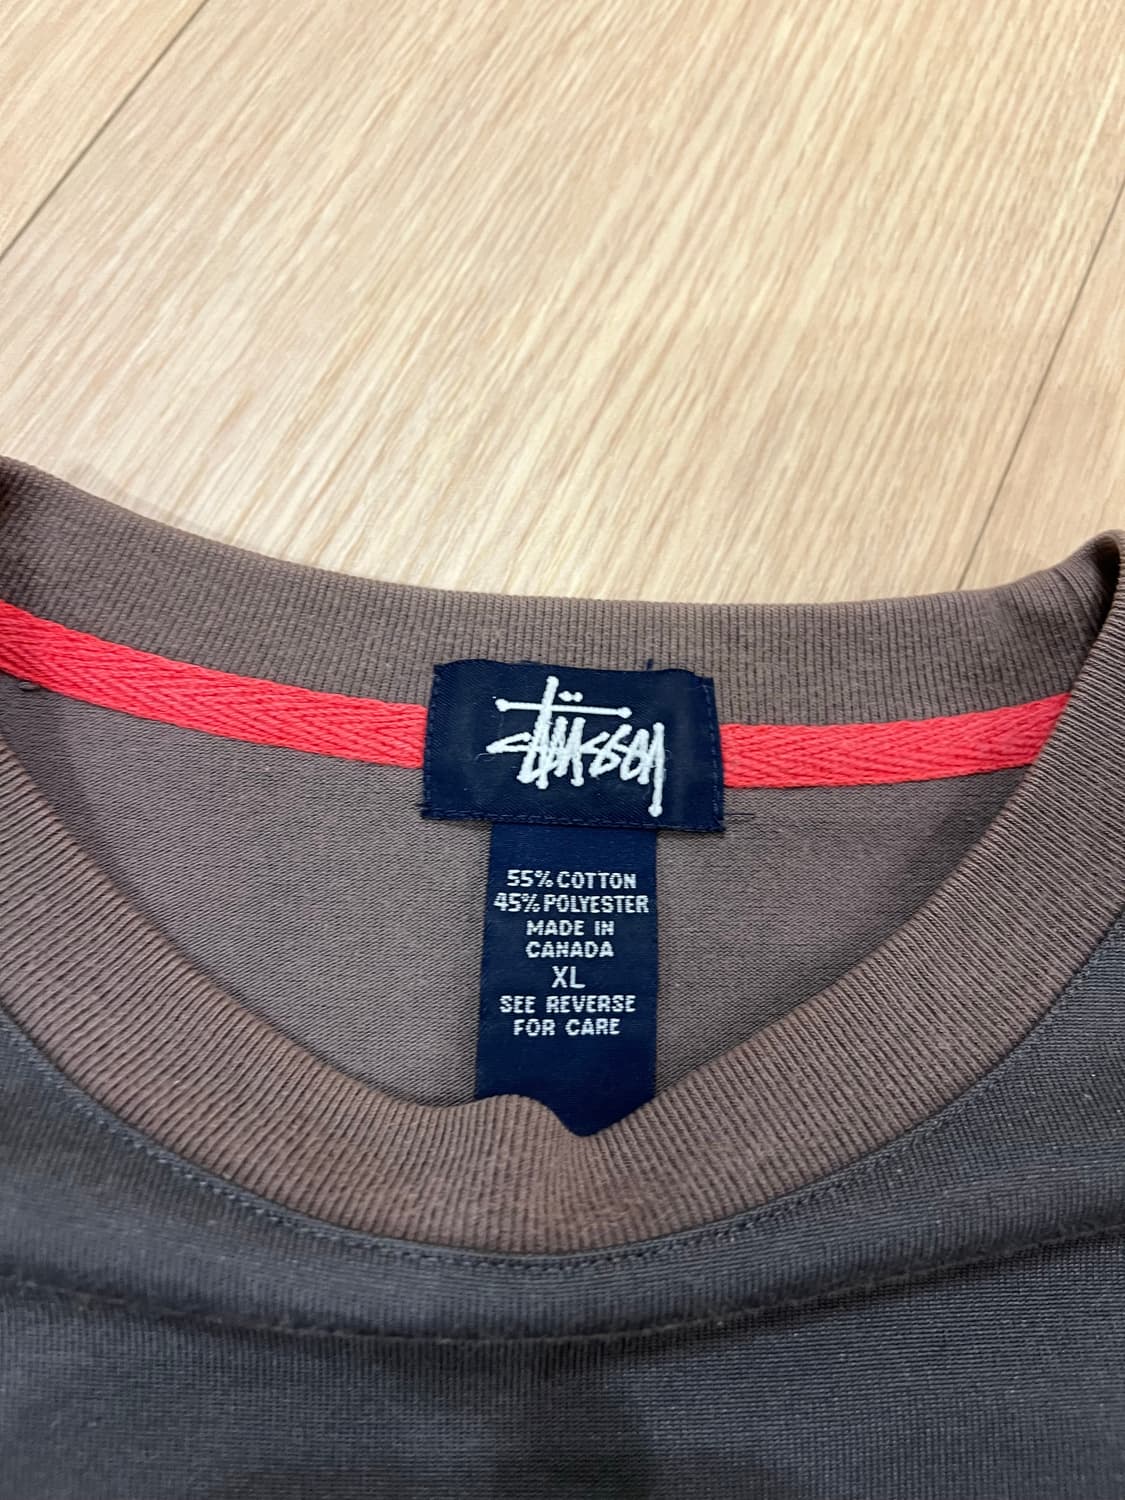 Stüssy
55% COTTON
45% POLYESTER
MADE IN
CANADA
XL
SEE REVERSE
FOR CARE